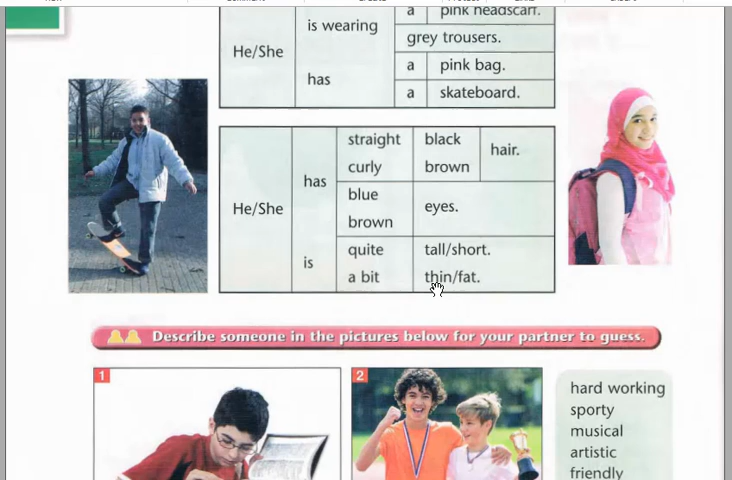 a pink headscarf.
is wearing
grey trousers.
He/She
a pink bag.
has
a skateboard.
straight black
hair.
curly brown
has
blue
He/She eyes.
brown
quite tall/short.
is
a bit thin/fat.
Describe someone in the pictures below for your partner to guess.
1
2
hard working
sporty
musical
artistic
friendly